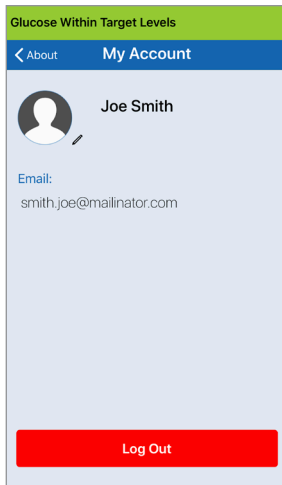 Glucose Within Target Levels
About
My Account
Joe Smith
Email:
smith.joe@mailinator.com
Log Out